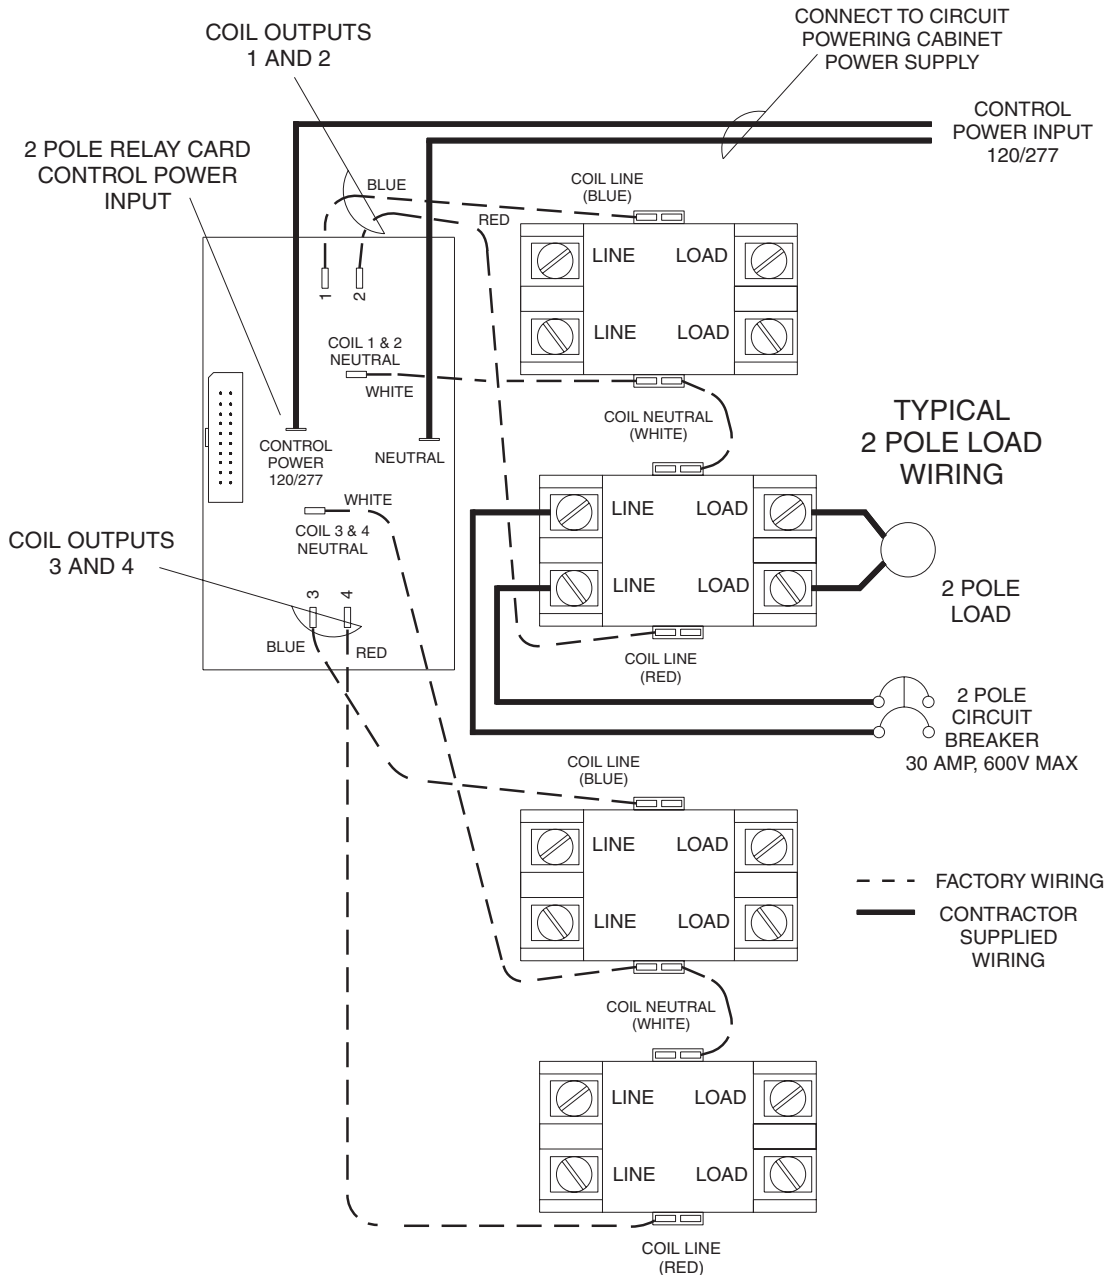 COIL OUTPUTS
1 AND 2
CONNECT TO CIRCUIT
POWERING CABINET
POWER SUPPLY
CONTROL
POWER INPUT
120/277
2 POLE RELAY CARD
CONTROL POWER
INPUT
BLUE
RED
COIL LINE
(BLUE)
LINE
LOAD
LINE
LOAD
1
2
COIL 1 & 2
NEUTRAL
WHITE
COIL NEUTRAL
(WHITE)
TYPICAL
2 POLE LOAD
WIRING
CONTROL
POWER
120/277
NEUTRAL
WHITE
COIL 3 & 4
NEUTRAL
LINE
LOAD
LINE
LOAD
2 POLE
LOAD
COIL OUTPUTS
3 AND 4
3
4
BLUE
RED
COIL LINE
(RED)
2 POLE
CIRCUIT
BREAKER
30 AMP, 600V MAX
COIL LINE
(BLUE)
LINE
LOAD
LINE
LOAD
FACTORY WIRING
CONTRACTOR
SUPPLIED
WIRING
COIL NEUTRAL
(WHITE)
LINE
LOAD
LINE
LOAD
COIL LINE
(RED)